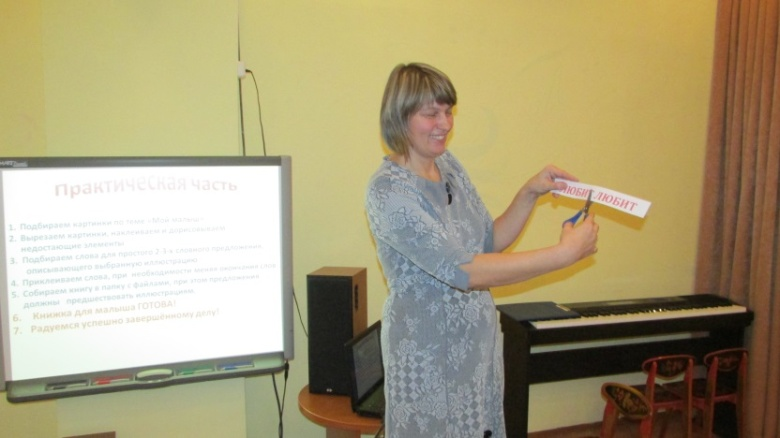 Практическая часть
1. Подбираем картинки по теме «Мой малыш»
2. Вырезаем картинки, наклеиваем и дорисовываем
недостающие элементы.
3. Подбираем слова для простого 2-3-х словного предложения,
описывающего выбранную иллюстрацию
4. Приклеиваем слова, при необходимости меняя окончания слов
5. Собираем книгу в папку с файлами, при этом предложения
должны предшествовать иллюстрациям.
6. Книжка для малыша ГОТОВА!
7. Радуемся успешно завершённому делу!
ЛЮБИТ ЛЮБИТ